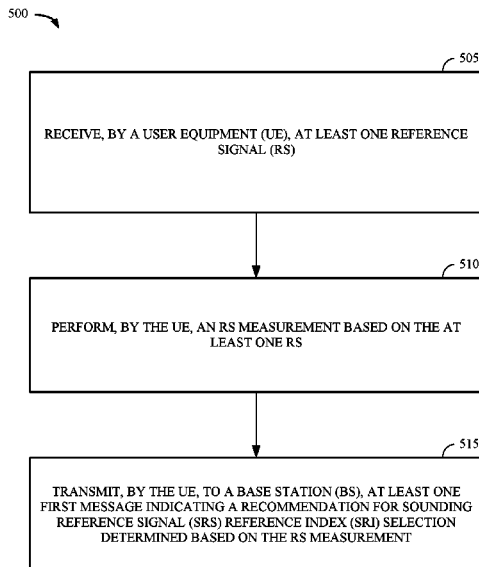 500
505
RECEIVE, BY A USER EQUIPMENT (UE), AT LEAST ONE REFERENCE
SIGNAL (RS)
510
PERFORM, BY THE UE, AN RS MEASUREMENT BASED ON THE AT
LEAST ONE RS
515
TRANSMIT, BY THE UE, TO A BASE STATION (BS), AT LEAST ONE
FIRST MESSAGE INDICATING A RECOMMENDATION FOR SOUNDING
REFERENCE SIGNAL (SRS) REFERENCE INDEX (SRI) SELECTION
DETERMINED BASED ON THE RS MEASUREMENT